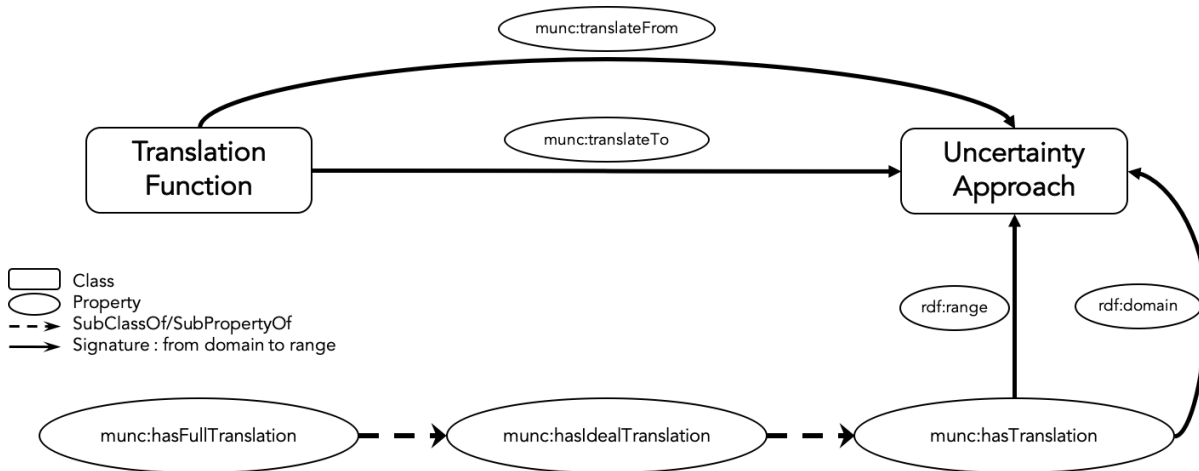 munc:translateFrom
munc:translateTo
Translation
Function
Uncertainty
Approach
Class
Property
SubClassOf/SubPropertyOf
Signature : from domain to range
rdf:range
rdf:domain
munc:hasFullTranslation
munc:hasIdealTranslation
munc:hasTranslation